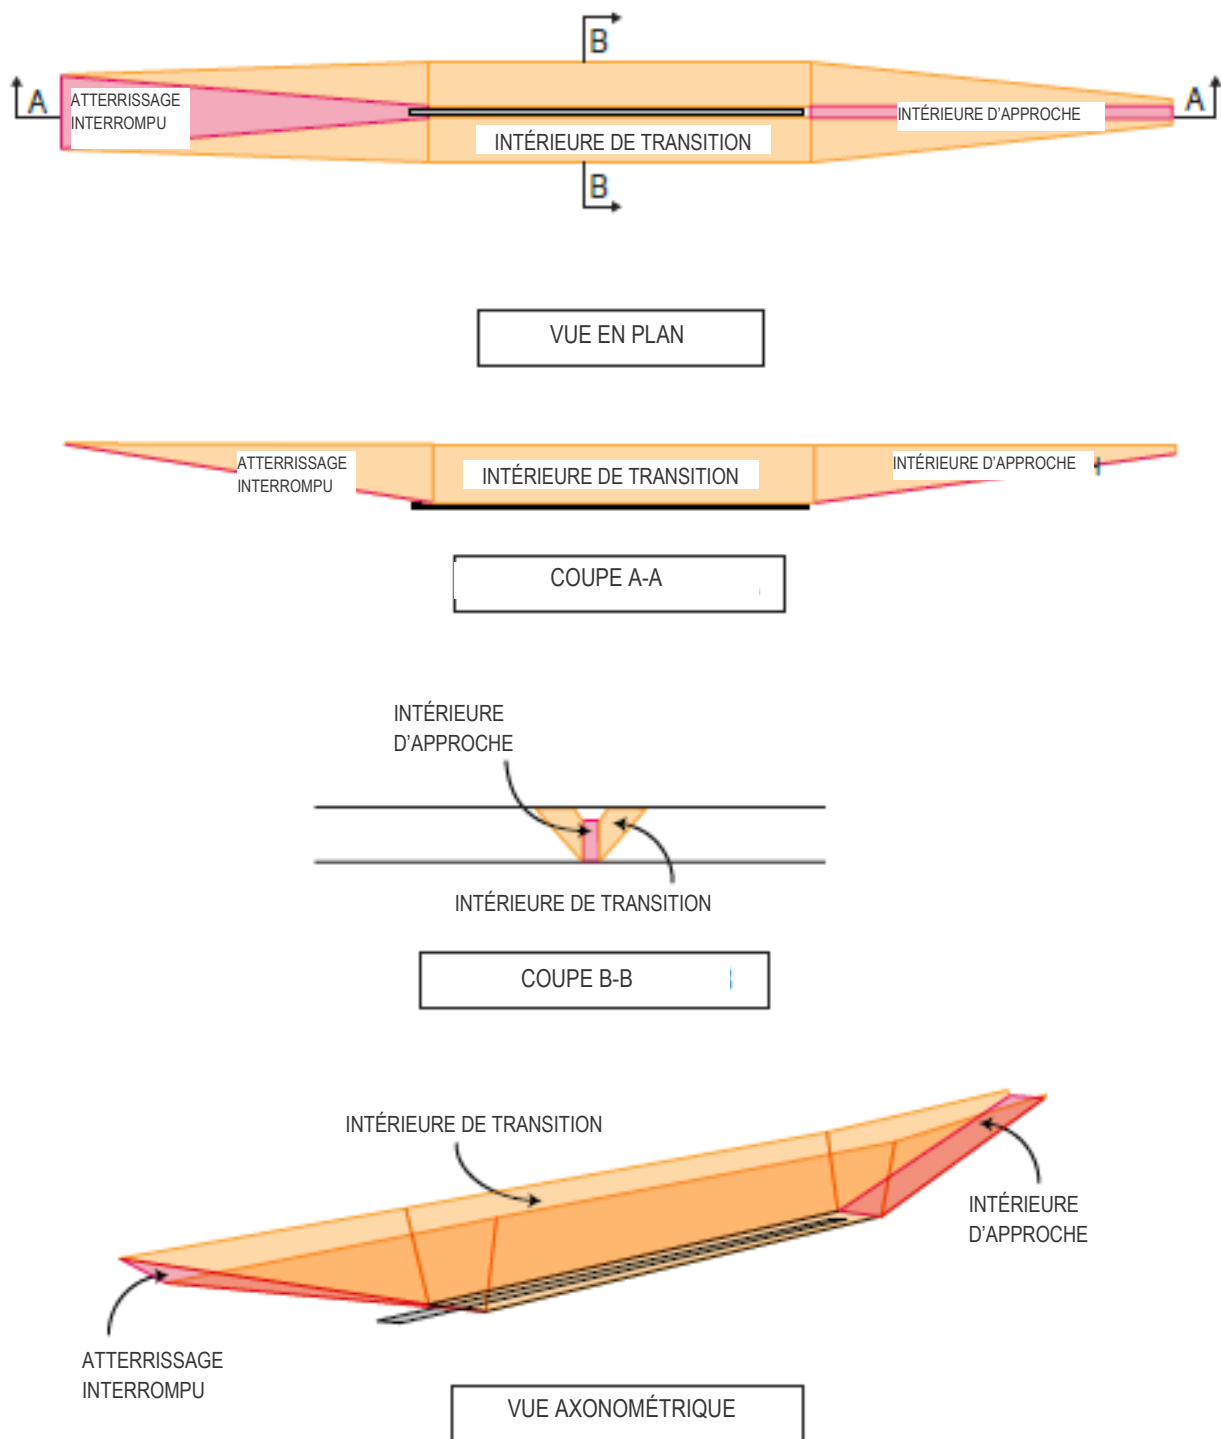 B
A
ATTERRISSAGE
INTERROMPU
INTÉRIEURE D'APPROCHE
A
INTÉRIEURE DE TRANSITION
B
VUE EN PLAN
ATTERRISSAGE
INTERROMPU
INTÉRIEURE DE TRANSITION
INTÉRIEURE D'APPROCHE
COUPE A-A
INTÉRIEURE
D'APPROCHE
INTÉRIEURE DE TRANSITION
COUPE B-B
INTÉRIEURE DE TRANSITION
INTÉRIEURE
D'APPROCHE
ATTERRISSAGE
INTERROMPU
VUE AXONOMÉTRIQUE